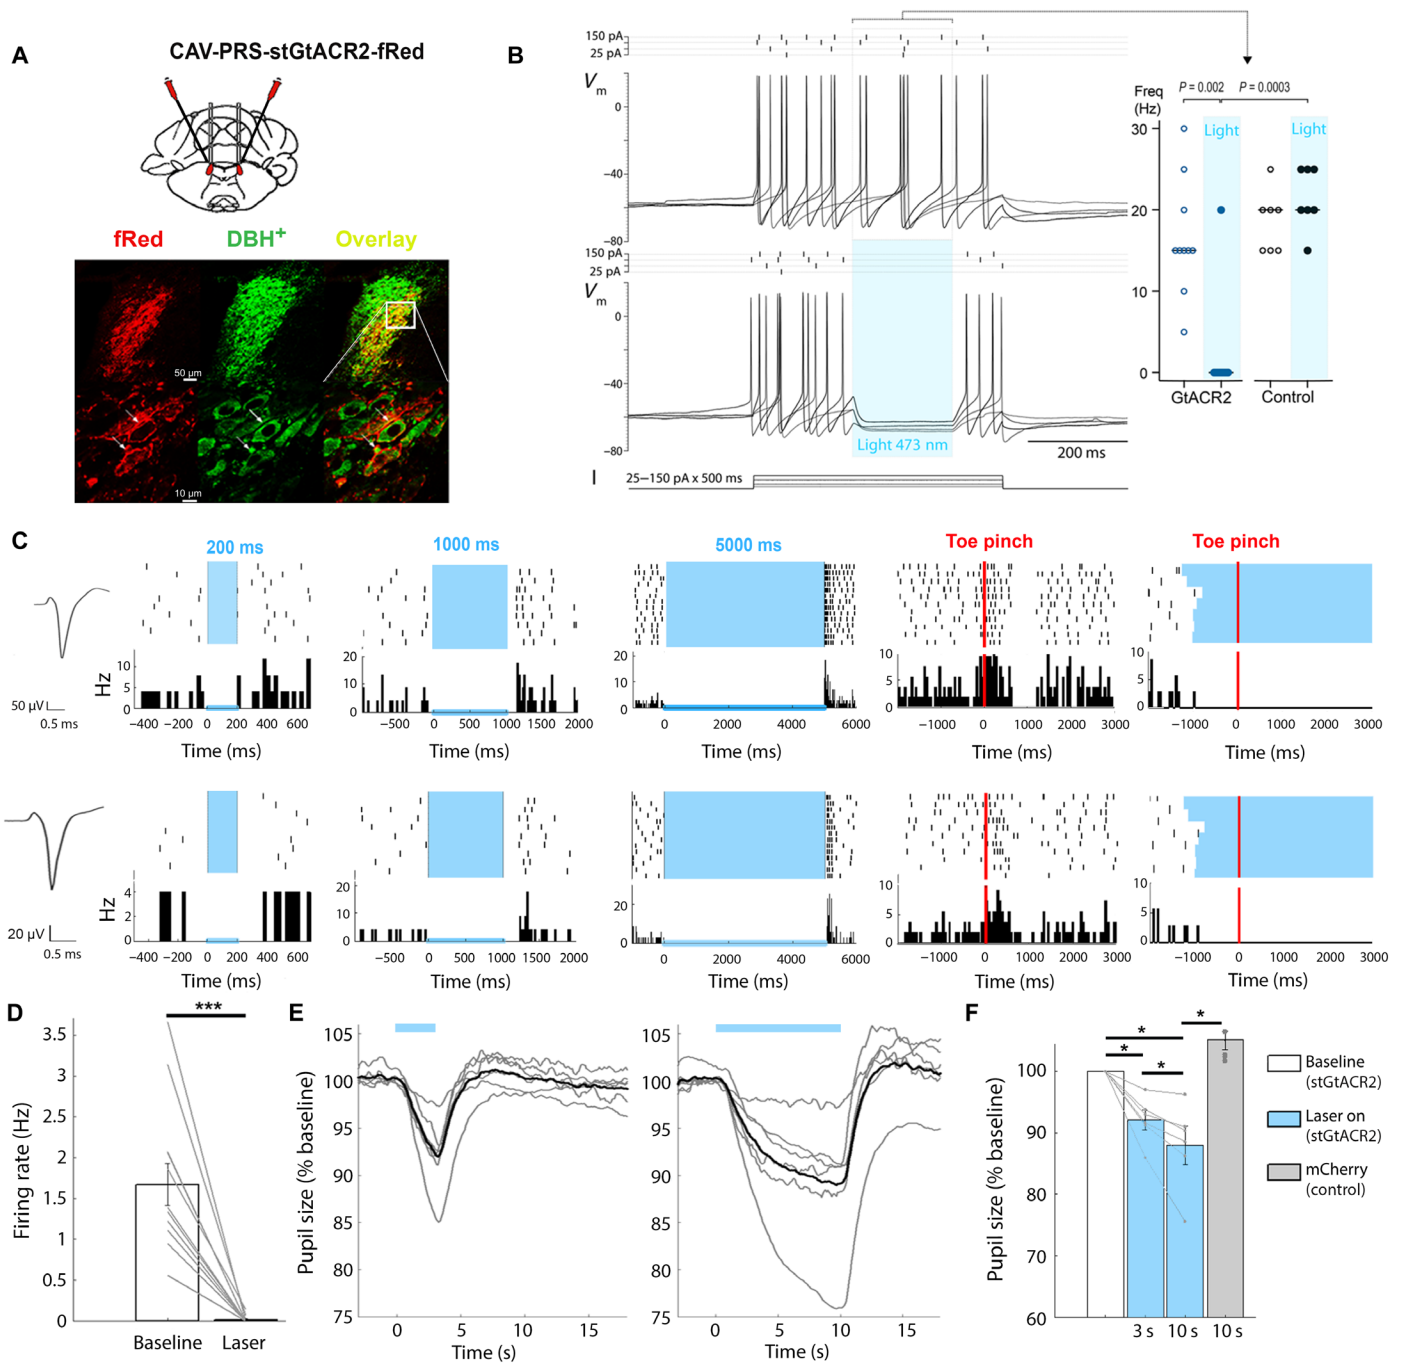 A
CAV-PRS-stGtACR2-fRed
fRed
DBH+
Overlay
50 µm
10 µm
B
150 pA
25 pA
Vm
0
−40
−80
150 pA
25 pA
Vm
0
−40
−80
Light 473 nm
200 ms
I
25−150 pA x 500 ms
Freq
(Hz)
P = 0.002
P = 0.0003
Light
Light
30
20
10
0
GtACR2
Control
C
200 ms
1000 ms
5000 ms
Toe pinch
Toe pinch
50 µV
0.5 ms
Hz
10
5
0
−400 −200 0 200 400 600
Time (ms)
20
10
0
−500 0 500 1000 1500 2000
Time (ms)
20
10
0
0 2000 4000 6000
Time (ms)
10
5
0
−1000 0 1000 2000 3000
Time (ms)
10
5
0
−1000 0 1000 2000 3000
Time (ms)
20 µV
0.5 ms
Hz
4
2
0
−400 −200 0 200 400 600
Time (ms)
20
10
0
−500 0 500 1000 1500 2000
Time (ms)
20
0
0 2000 4000 6000
Time (ms)
10
5
0
−1000 0 1000 2000 3000
Time (ms)
10
5
0
−1000 0 1000 2000 3000
Time (ms)
D
***
Firing rate (Hz)
3.5
3
2.5
2
1.5
1
0.5
0
Baseline
Laser
E
Pupil size (% baseline)
105
100
95
90
85
80
75
0 5 10 15
Time (s)
105
100
95
90
85
80
75
0 5 10 15
Time (s)
F
*
*
*
*
Pupil size (% baseline)
100
90
80
70
60
3 s
10 s
10 s
Baseline
(stGtACR2)
Laser on
(stGtACR2)
mCherry
(control)